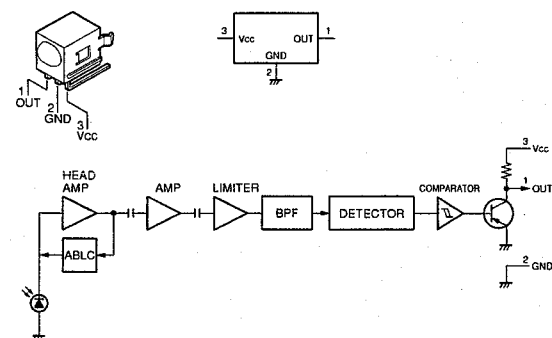 1
OUT
2
GND
3
Vcc
3 Vcc OUT 1
GND
2
HEAD
AMP
AMP
LIMITER
BPF
DETECTOR
COMPARATOR
ABLC
3
Vcc
1
OUT
2
GND